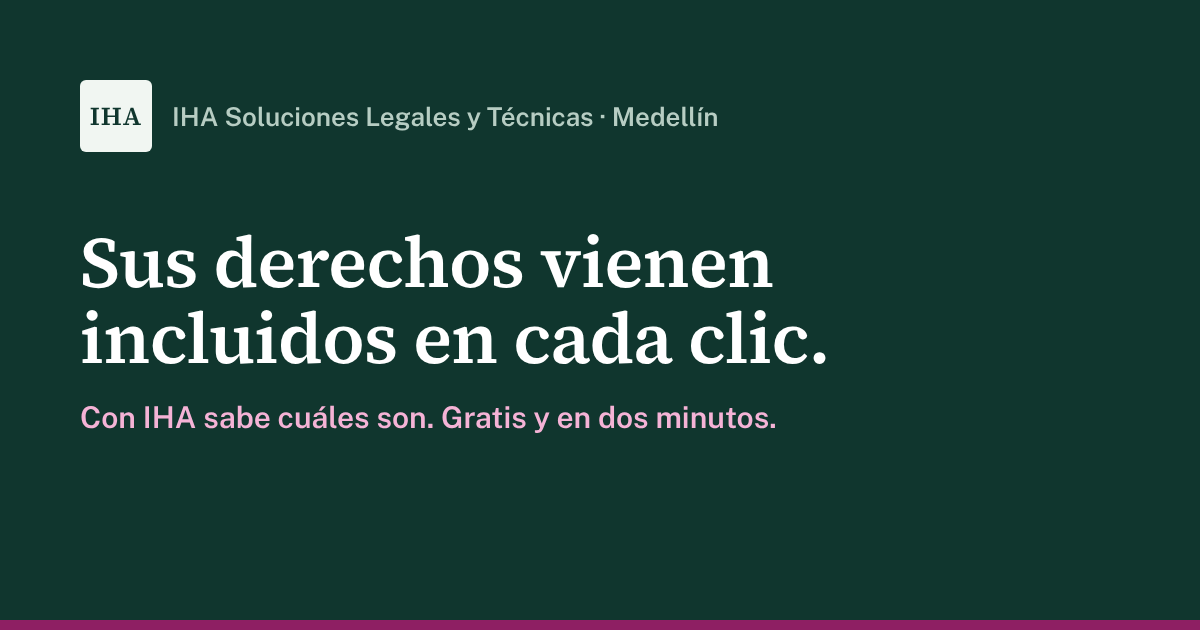 IHA
IHA Soluciones Legales y Técnicas · Medellín
Sus derechos vienen
incluidos en cada clic.
Con IHA sabe cuáles son. Gratis y en dos minutos.